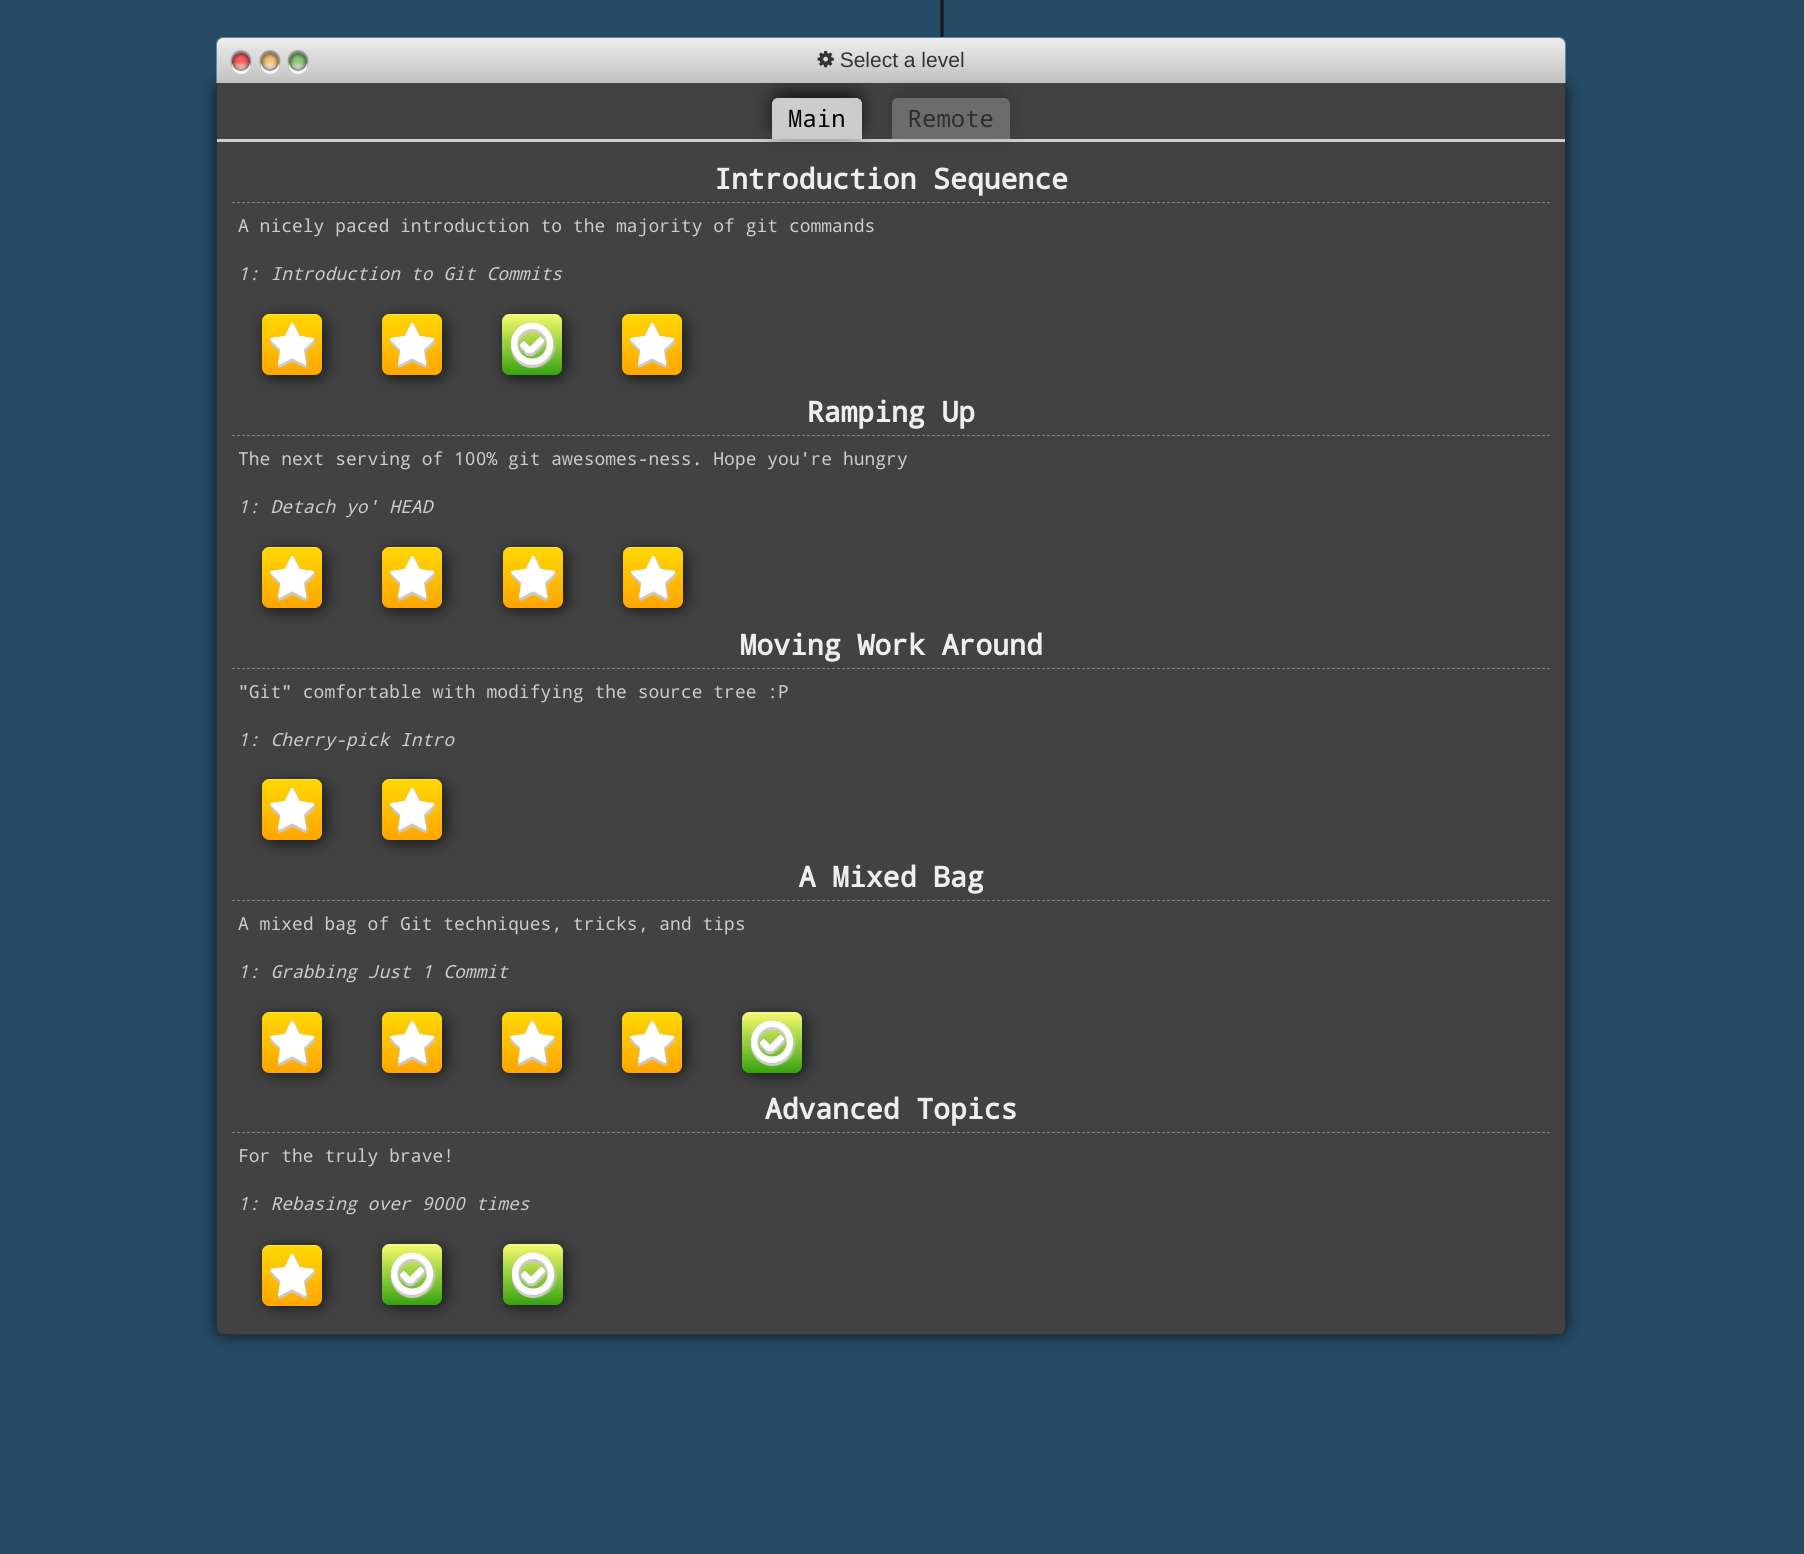 Select a level
Main
Remote
Introduction Sequence
A nicely paced introduction to the majority of git commands
1: Introduction to Git Commits
Ramping Up
The next serving of 100% git awesomes-ness. Hope you're hungry
1: Detach yo' HEAD
Moving Work Around
"Git" comfortable with modifying the source tree :P
1: Cherry-pick Intro
A Mixed Bag
A mixed bag of Git techniques, tricks, and tips
1: Grabbing Just 1 Commit
Advanced Topics
For the truly brave!
1: Rebasing over 9000 times